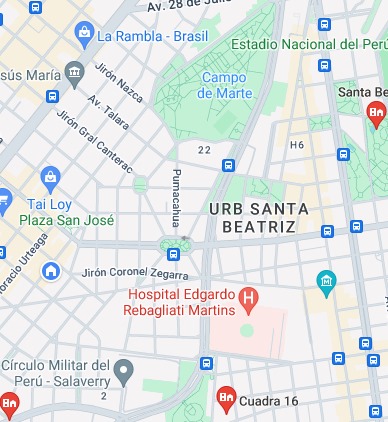 Av. 28 de Julio
La Rambla - Brasil
Estadio Nacional del Perú
esús María
Jirón Nazca
Campo
de Marte
Santa Be
Av. Talara
Jirón Gral Canterac
22
H6
Pumacahua
Tai Loy
Plaza San José
URB SANTA
BEATRIZ
Horacio Urteaga
Jirón Coronel Zegarra
Hospital Edgardo
Rebagliati Martins
Círculo Militar del
Perú - Salaverry
2
Cuadra 16